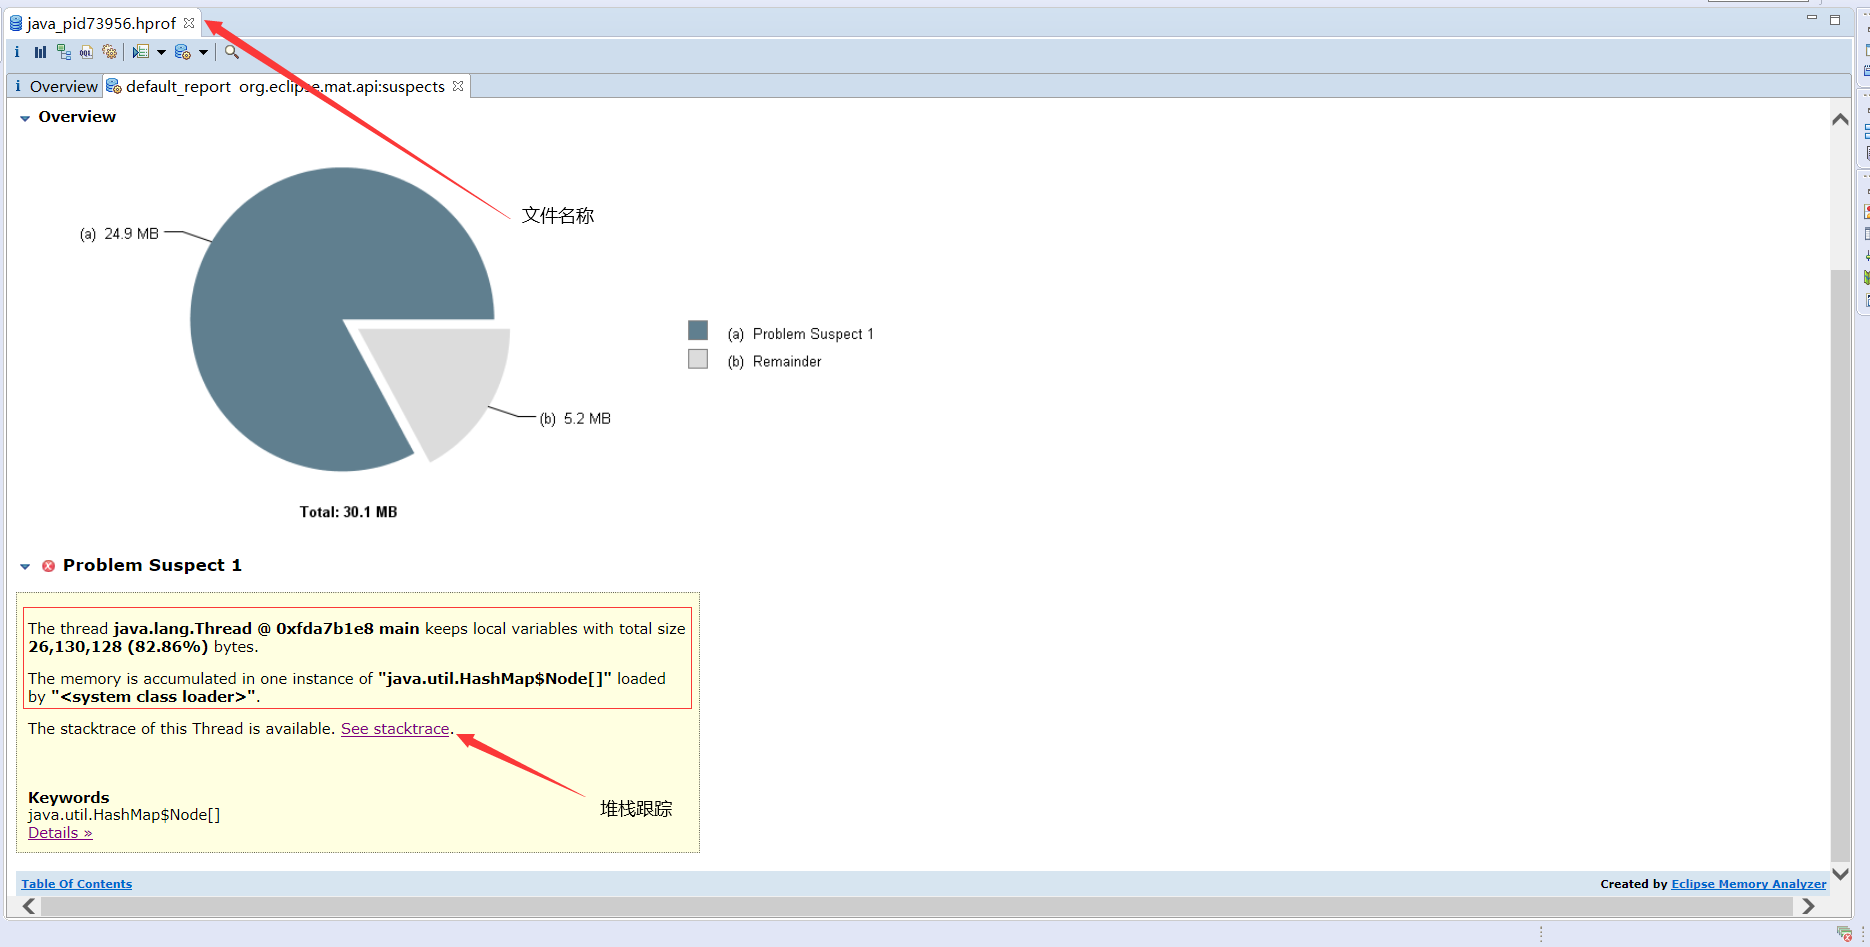 java_pid73956.hprof
i Overview
default_report org.eclipse.mat.api:suspects
Overview
文件名称
(a) 24.9 MB
(a) Problem Suspect 1
(b) Remainder
(b) 5.2 MB
Total: 30.1 MB
Problem Suspect 1
The thread java.lang.Thread @ 0xfda7b1e8 main keeps local variables with total size
26,130,128 (82.86%) bytes.
The memory is accumulated in one instance of "java.util.HashMap$Node[]" loaded
by "<system class loader>".
The stacktrace of this Thread is available. See stacktrace.
堆栈跟踪
Keywords
java.util.HashMap$Node[]
Details »
Table Of Contents
Created by Eclipse Memory Analyzer